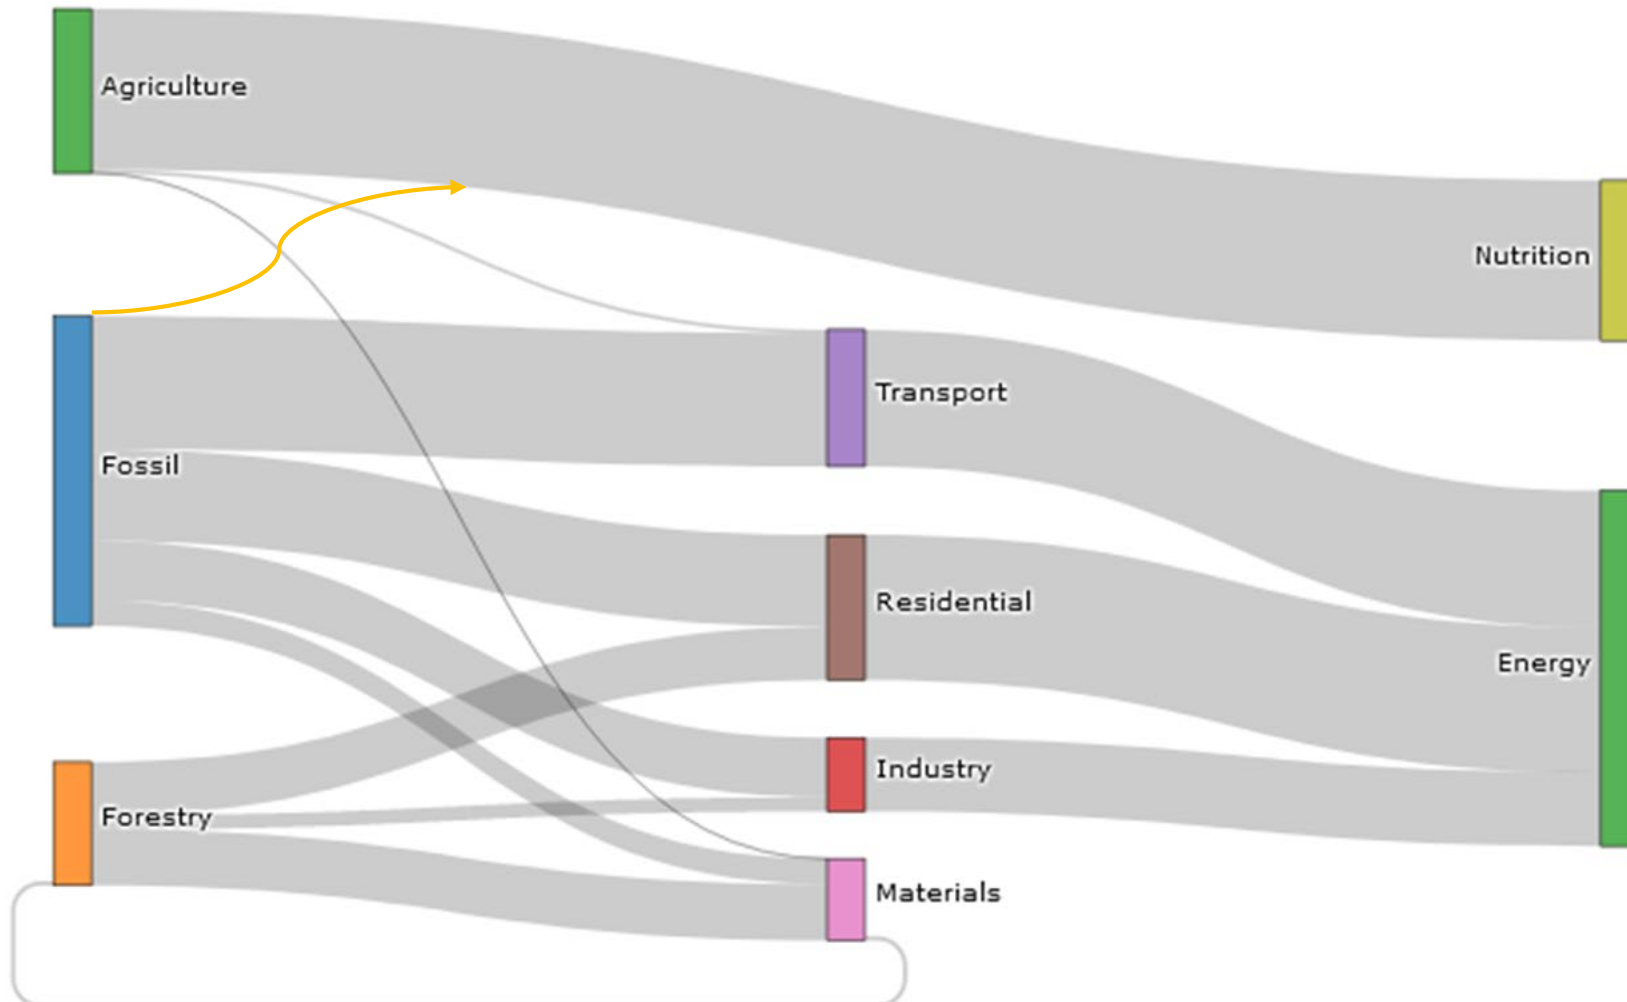 Agriculture
Nutrition
Transport
Fossil
Residential
Energy
Industry
Forestry
Materials